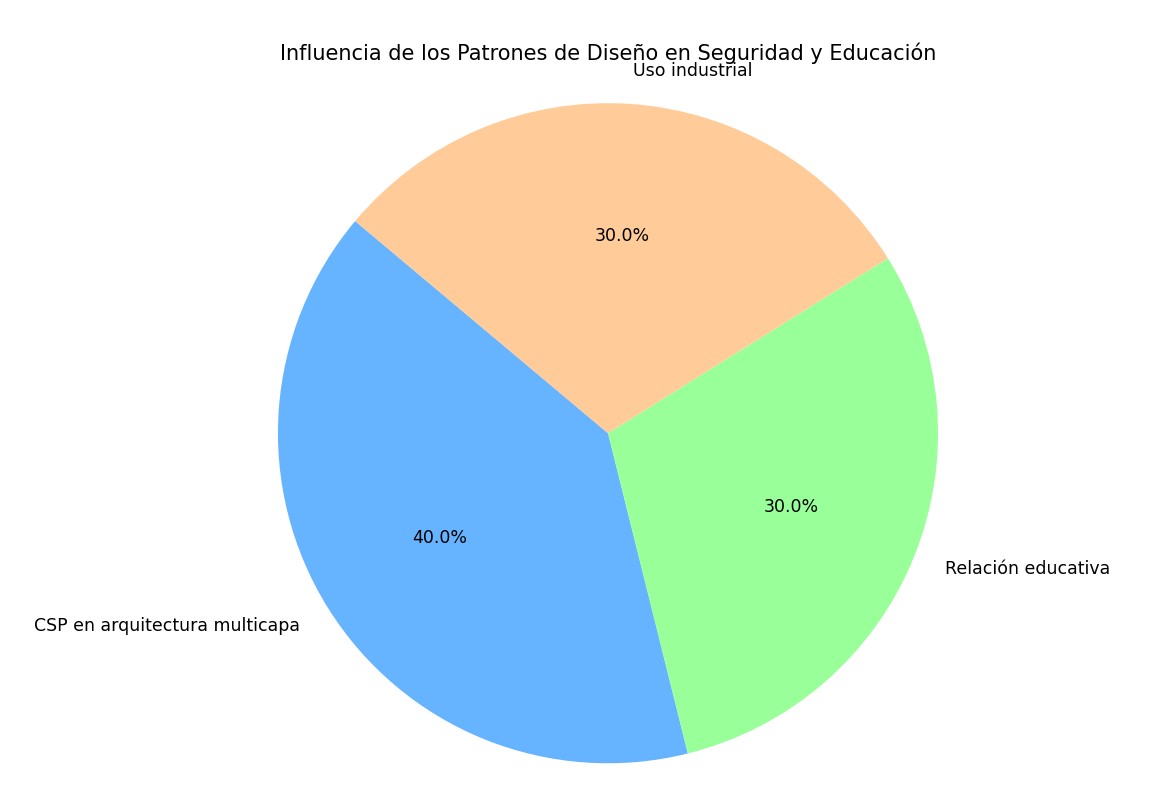 Influencia de los Patrones de Diseño en Seguridad y Educación
Uso industrial
30.0%
30.0%
40.0%
Relación educativa
CSP en arquitectura multicapa